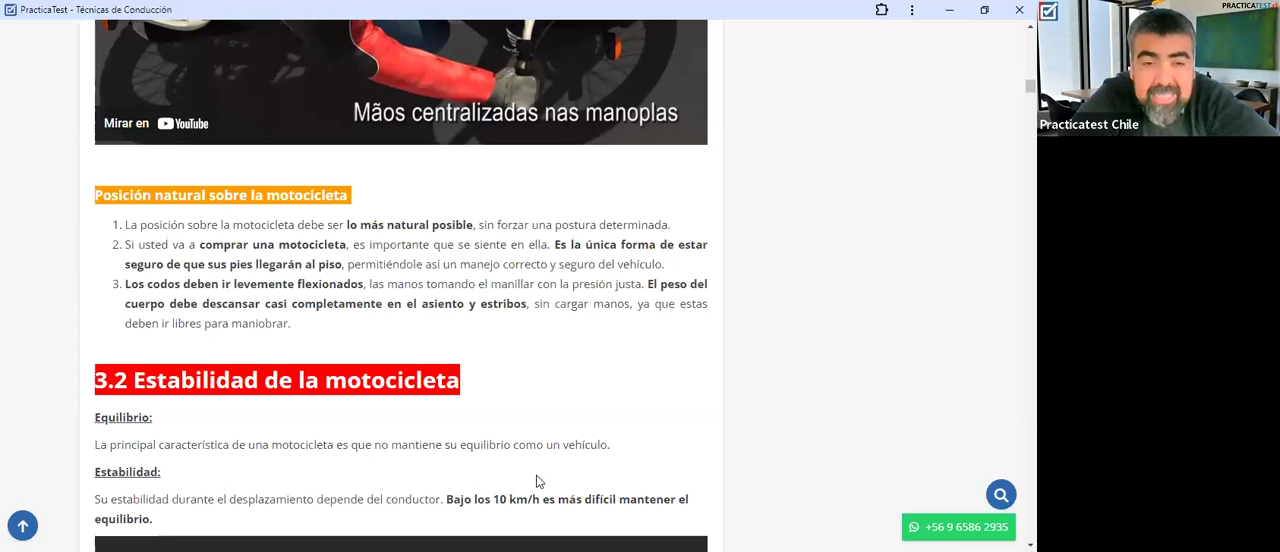 PracticaTest - Técnicas de Conducción
PRACTICATEST
Mãos centralizadas nas manoplas
Mirar en YouTube
Practicatest Chile
Posición natural sobre la motocicleta
1. La posición sobre la motocicleta debe ser lo más natural posible, sin forzar una postura determinada.
2. Si usted va a comprar una motocicleta, es importante que se siente en ella. Es la única forma de estar
seguro de que sus pies llegarán al piso, permitiéndole así un manejo correcto y seguro del vehículo.
3. Los codos deben ir levemente flexionados, las manos tomando el manillar con la presión justa. El peso del
cuerpo debe descansar casi completamente en el asiento y estribos, sin cargar manos, ya que estas
deben ir libres para maniobrar.
3.2 Estabilidad de la motocicleta
Equilibrio:
La principal característica de una motocicleta es que no mantiene su equilibrio como un vehículo.
Estabilidad:
Su estabilidad durante el desplazamiento depende del conductor. Bajo los 10 km/h es más difícil mantener el
equilibrio.
+56 9 6586 2935